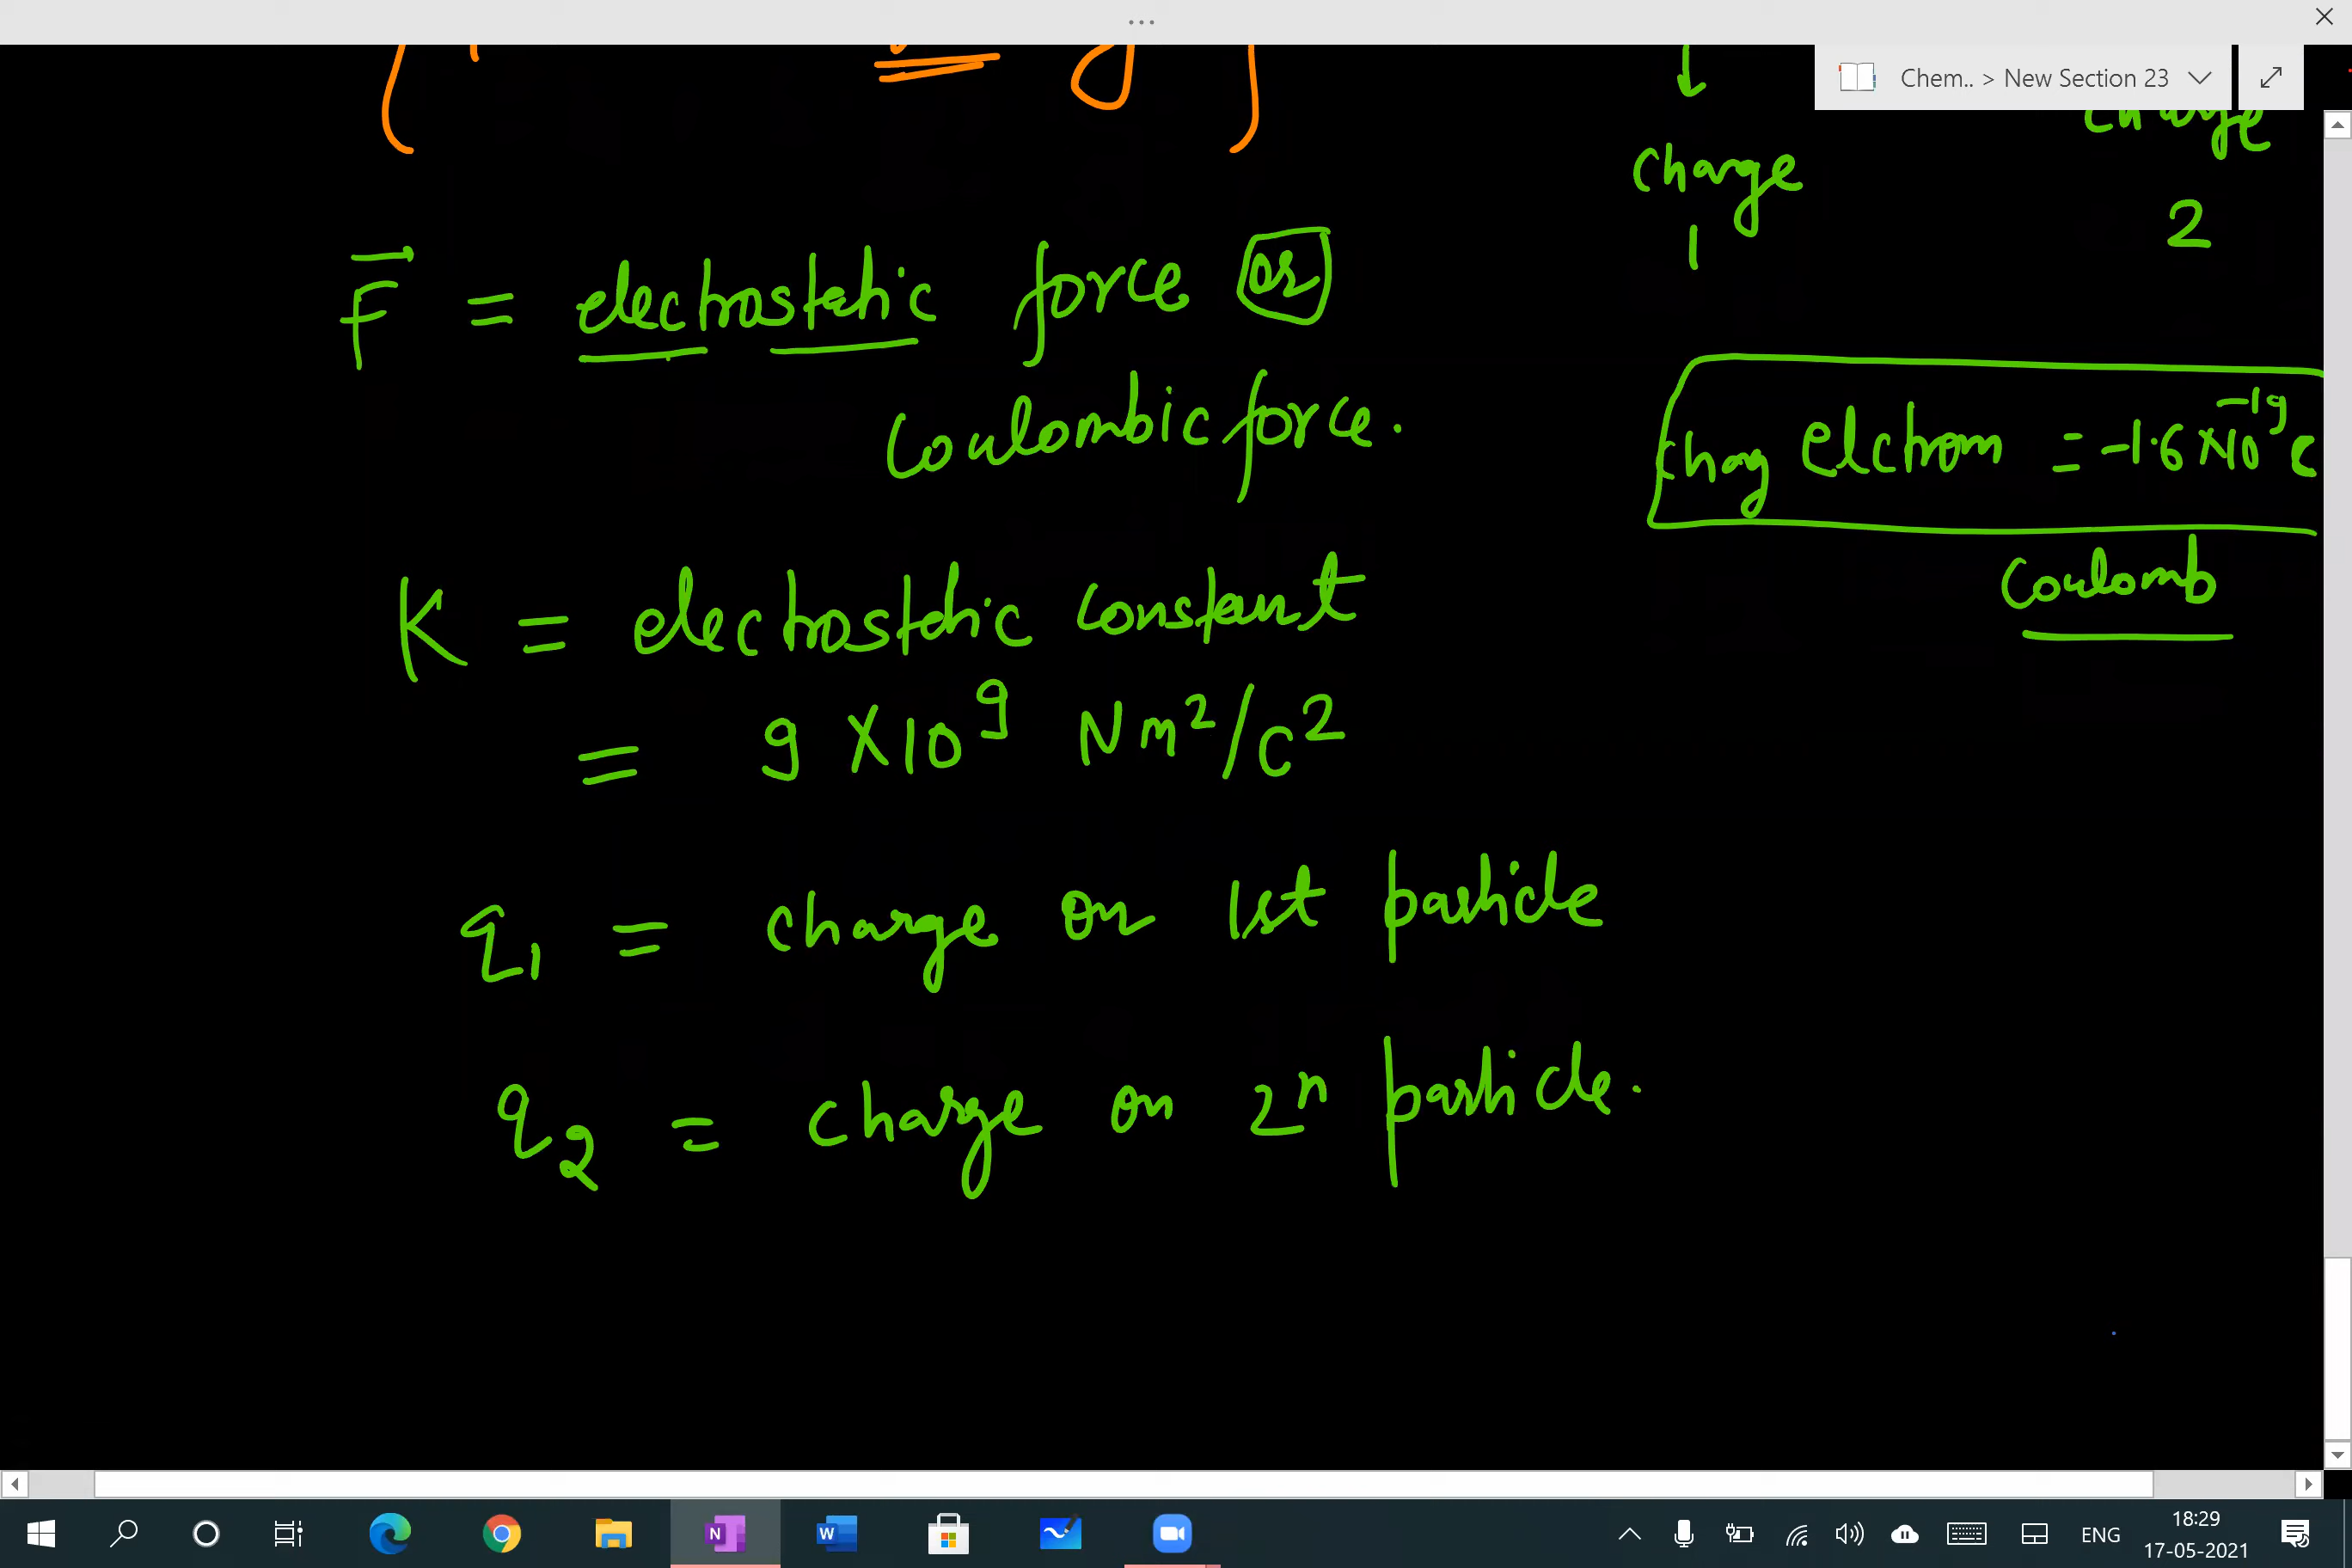 Chem.. > New Section 23
charge
charge
1
2
F = electrostatic force or
Coulombic force.
charg elctron = -1.6 ×10⁻¹⁹ C
Coulomb
K = electrostatic constant
= 9 ×10⁹ Nm²/C²
q₁ = charge on 1st particle
q₂ = charge on 2ⁿ particle.
ENG
18:29
17-05-2021